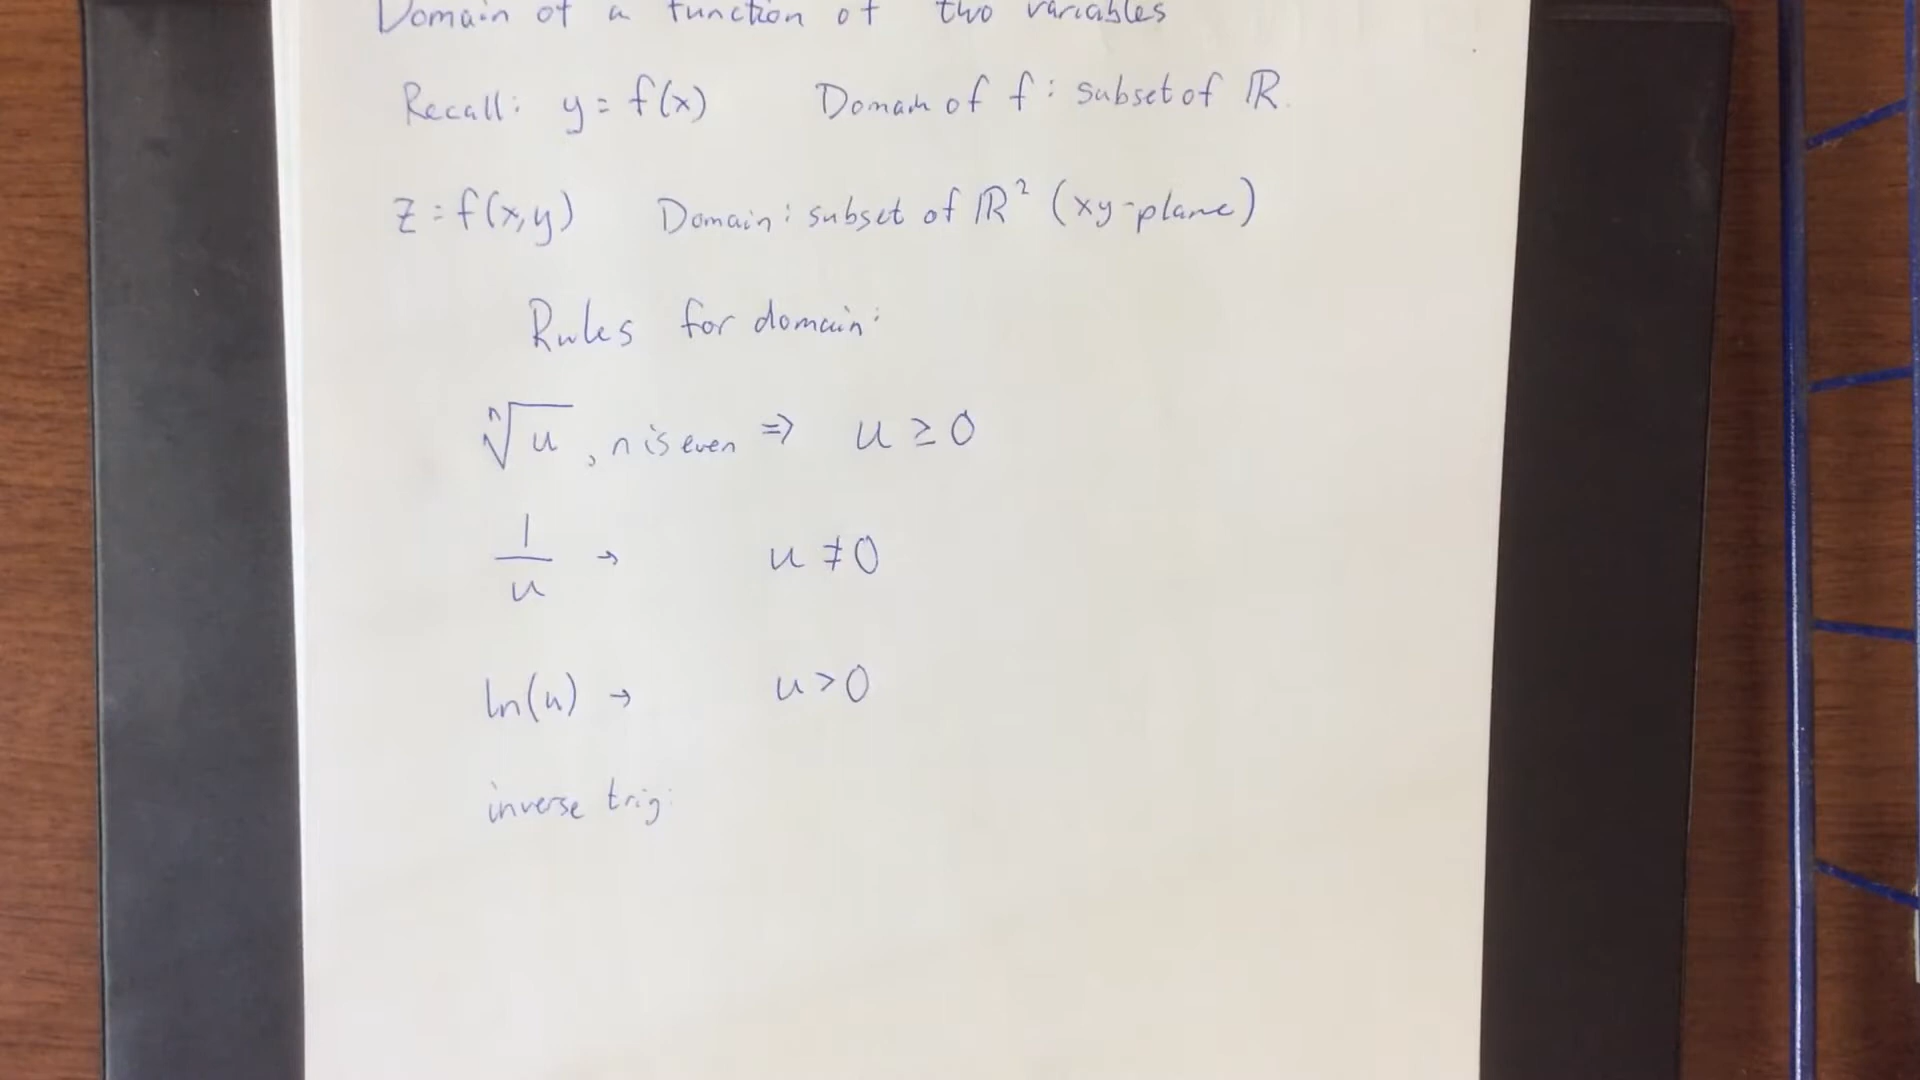 Domain of a function of two variables
Recall: y = f(x) Domain of f: subset of ℝ.
z = f(x,y) Domain: subset of ℝ² (xy-plane)
Rules for domain:
ⁿ√u , n is even ⇒ u ≥ 0
1/u → u ≠ 0
ln(u) → u > 0
inverse trig: